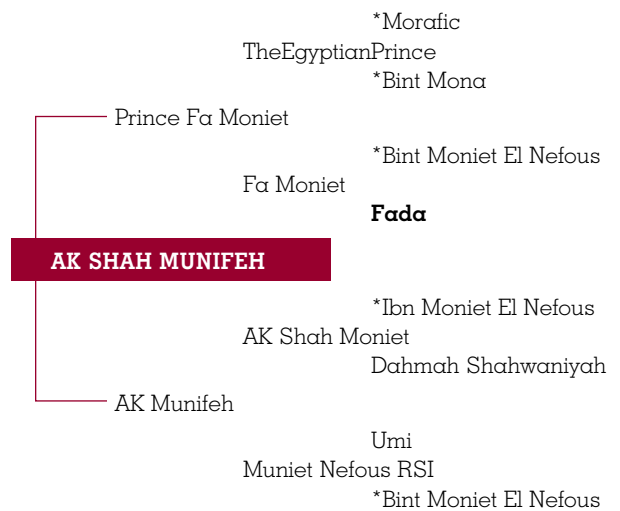 *Morafic
TheEgyptianPrince
*Bint Mona
Prince Fa Moniet
*Bint Moniet El Nefous
Fa Moniet
Fada
AK SHAH MUNIFEH
*Ibn Moniet El Nefous
AK Shah Moniet
Dahmah Shahwaniyah
AK Munifeh
Umi
Muniet Nefous RSI
*Bint Moniet El Nefous